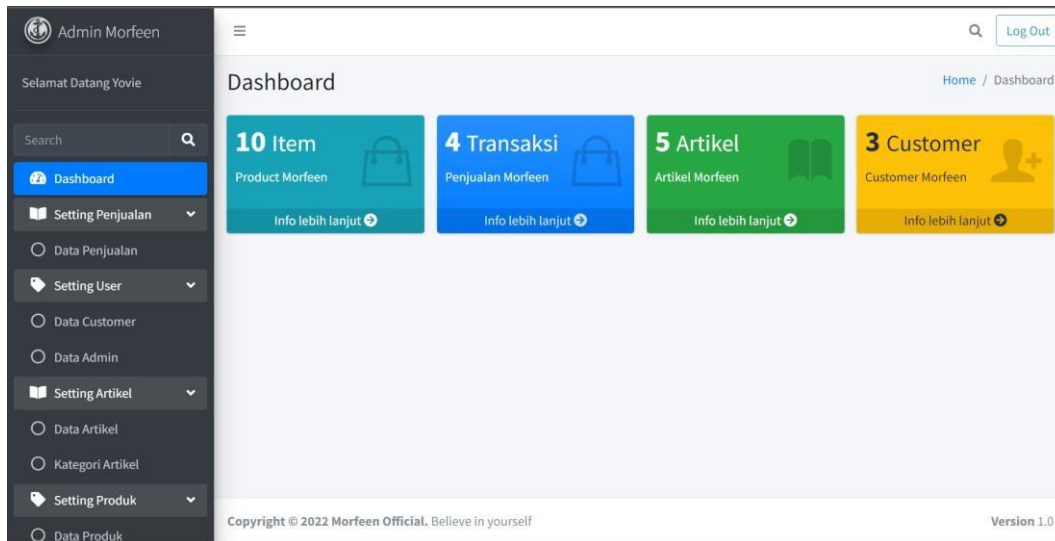 Admin Morfeen
Log Out
Selamat Datang Yovie
Dashboard
Home / Dashboard
Search
Dashboard
Setting Penjualan
Data Penjualan
Setting User
Data Customer
Data Admin
Setting Artikel
Data Artikel
Kategori Artikel
Setting Produk
Data Produk
10 Item
Product Morfeen
Info lebih lanjut
4 Transaksi
Penjualan Morfeen
Info lebih lanjut
5 Artikel
Artikel Morfeen
Info lebih lanjut
3 Customer
Customer Morfeen
Info lebih lanjut
Copyright © 2022 Morfeen Official. Believe in yourself
Version 1.0